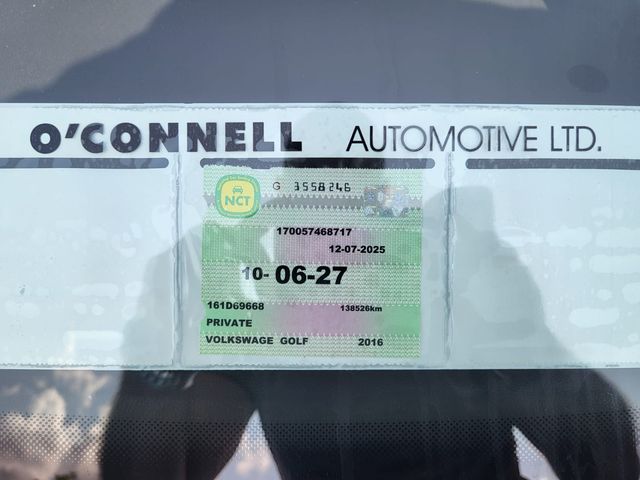 O'CONNELL AUTOMOTIVE LTD.
NCT
G 3558246
170057468717
12-07-2025
10- 06-27
161D69668 138526km
PRIVATE
VOLKSWAGE GOLF 2016